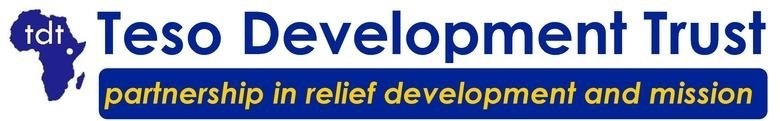 tdt
Teso Development Trust
partnership in relief development and mission